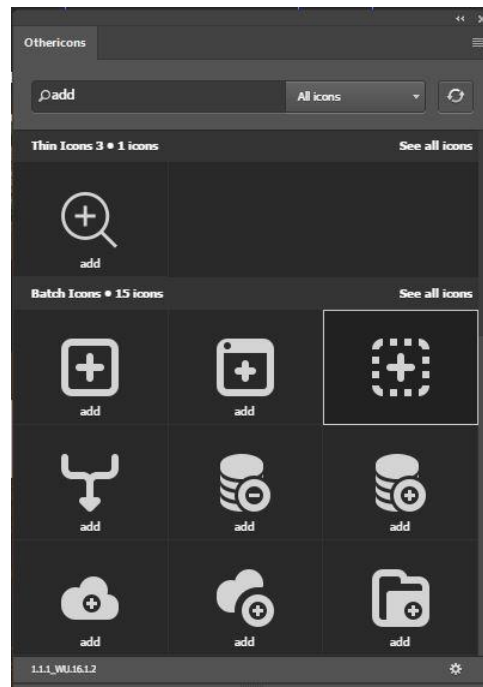 Othericons
add
All icons
Thin Icons 3 • 1 icons
See all icons
add
Batch Icons • 15 icons
See all icons
add
add
add
add
add
add
add
add
1.1.1_WU.16.1.2